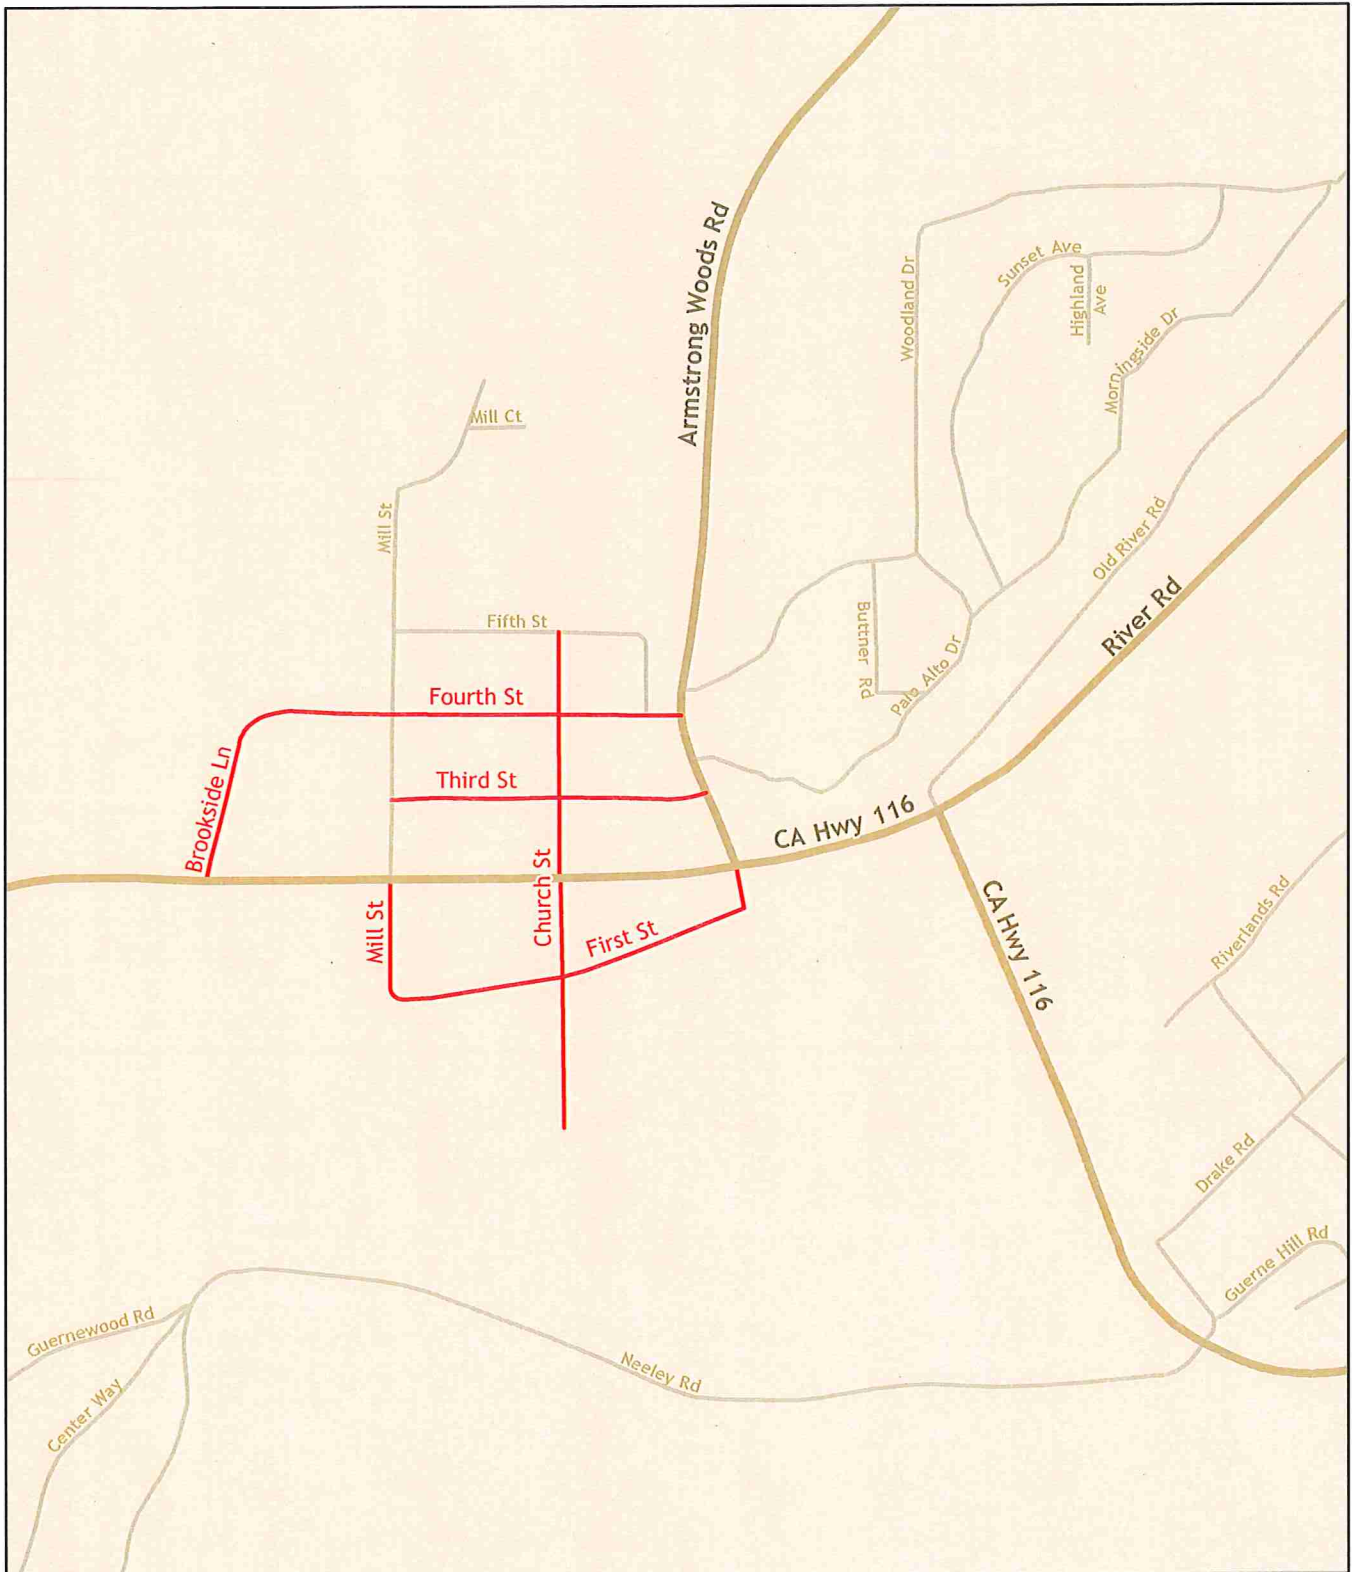 Armstrong Woods Rd
Woodland Dr
Sunset Ave
Highland
Ave
Morningside Dr
Mill Ct
Mill St
Old River Rd
River Rd
Fifth St
Buttner Rd
Palo Alto Dr
Fourth St
Brookside Ln
Third St
CA Hwy 116
Church St
Mill St
First St
CA Hwy 116
Riverlands Rd
Drake Rd
Guerne Hill Rd
Guernewood Rd
Neeley Rd
Center Way